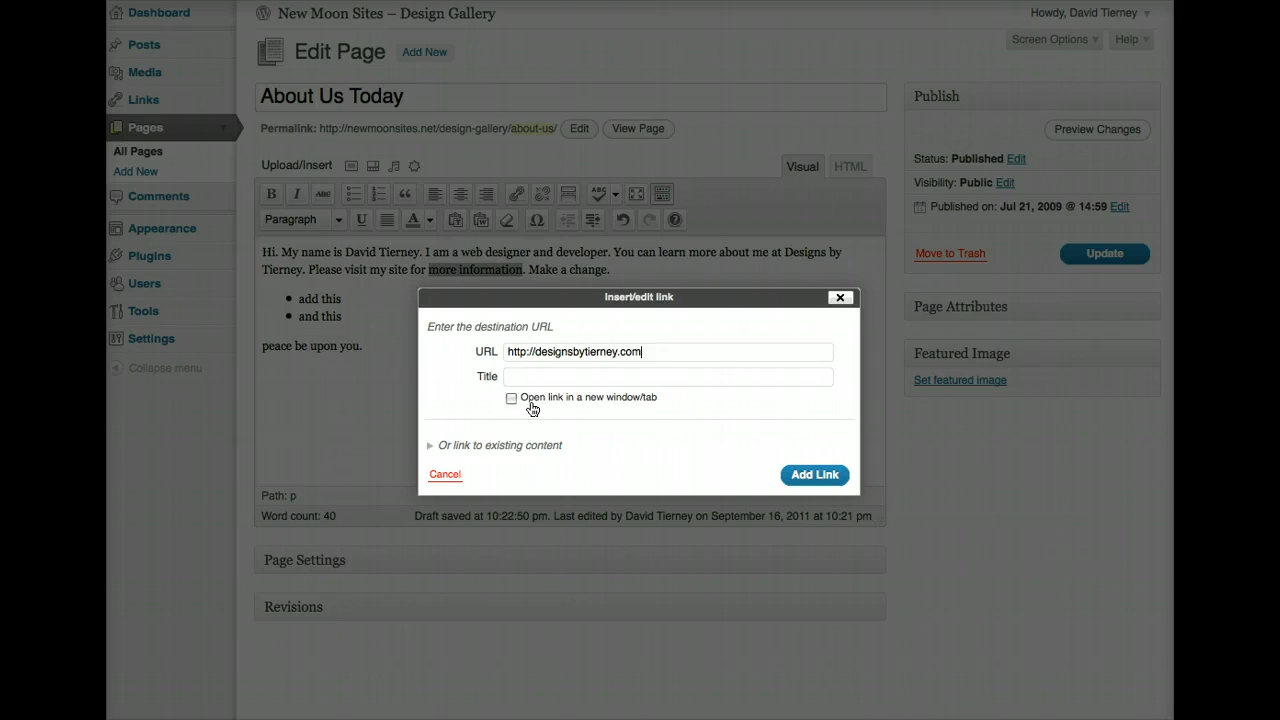 Dashboard
New Moon Sites – Design Gallery
Howdy, David Tierney
Posts
Media
Links
Pages
All Pages
Add New
Comments
Appearance
Plugins
Users
Tools
Settings
Collapse menu
Screen Options
Help
Edit Page
Add New
About Us Today
Permalink: http://newmoonsites.net/design-gallery/about-us/
Edit
View Page
Upload/Insert
Visual
HTML
B I ABC
ABC
Paragraph
U
A
Hi. My name is David Tierney. I am a web designer and developer. You can learn more about me at Designs by
Tierney. Please visit my site for more information. Make a change.
add this
and this
peace be upon you.
Insert/edit link
Enter the destination URL
URL
http://designsbytierney.com
Title
Open link in a new window/tab
Or link to existing content
Cancel
Add Link
Path: p
Word count: 40
Draft saved at 10:22:50 pm. Last edited by David Tierney on September 16, 2011 at 10:21 pm
Page Settings
Revisions
Publish
Preview Changes
Status: Published Edit
Visibility: Public Edit
Published on: Jul 21, 2009 @ 14:59 Edit
Move to Trash
Update
Page Attributes
Featured Image
Set featured image